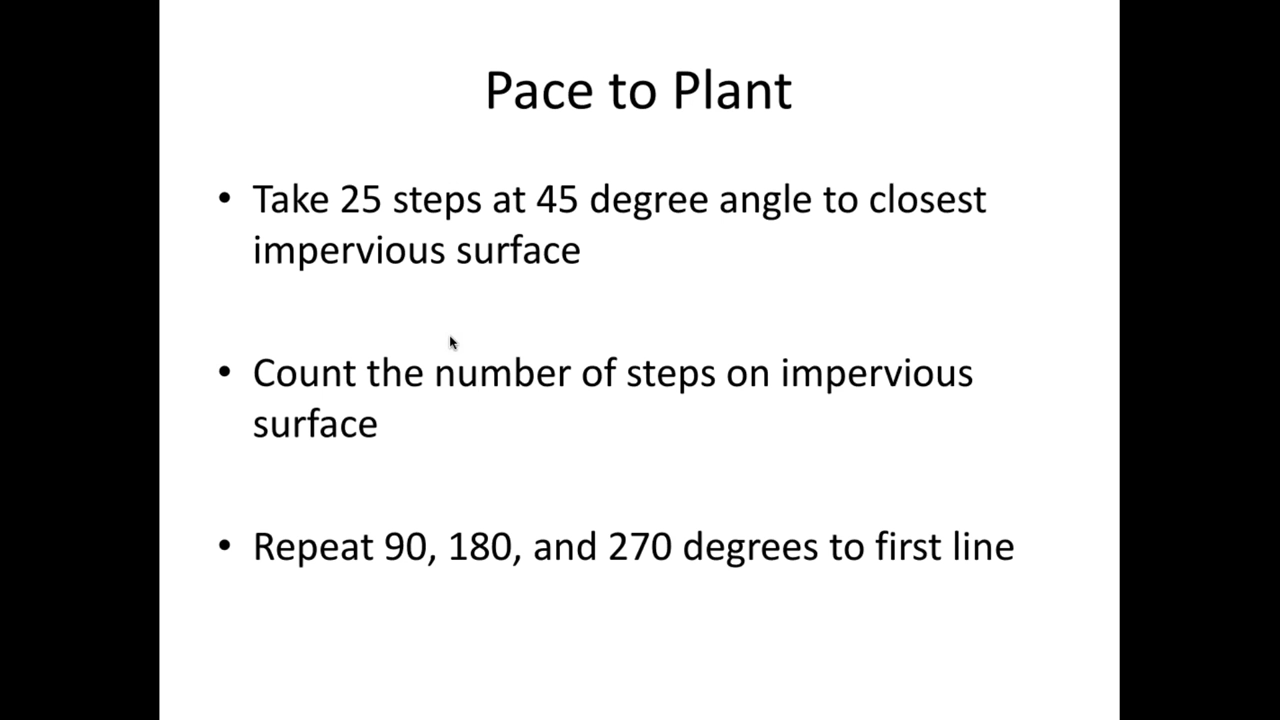 Pace to Plant
• Take 25 steps at 45 degree angle to closest
impervious surface
• Count the number of steps on impervious
surface
• Repeat 90, 180, and 270 degrees to first line